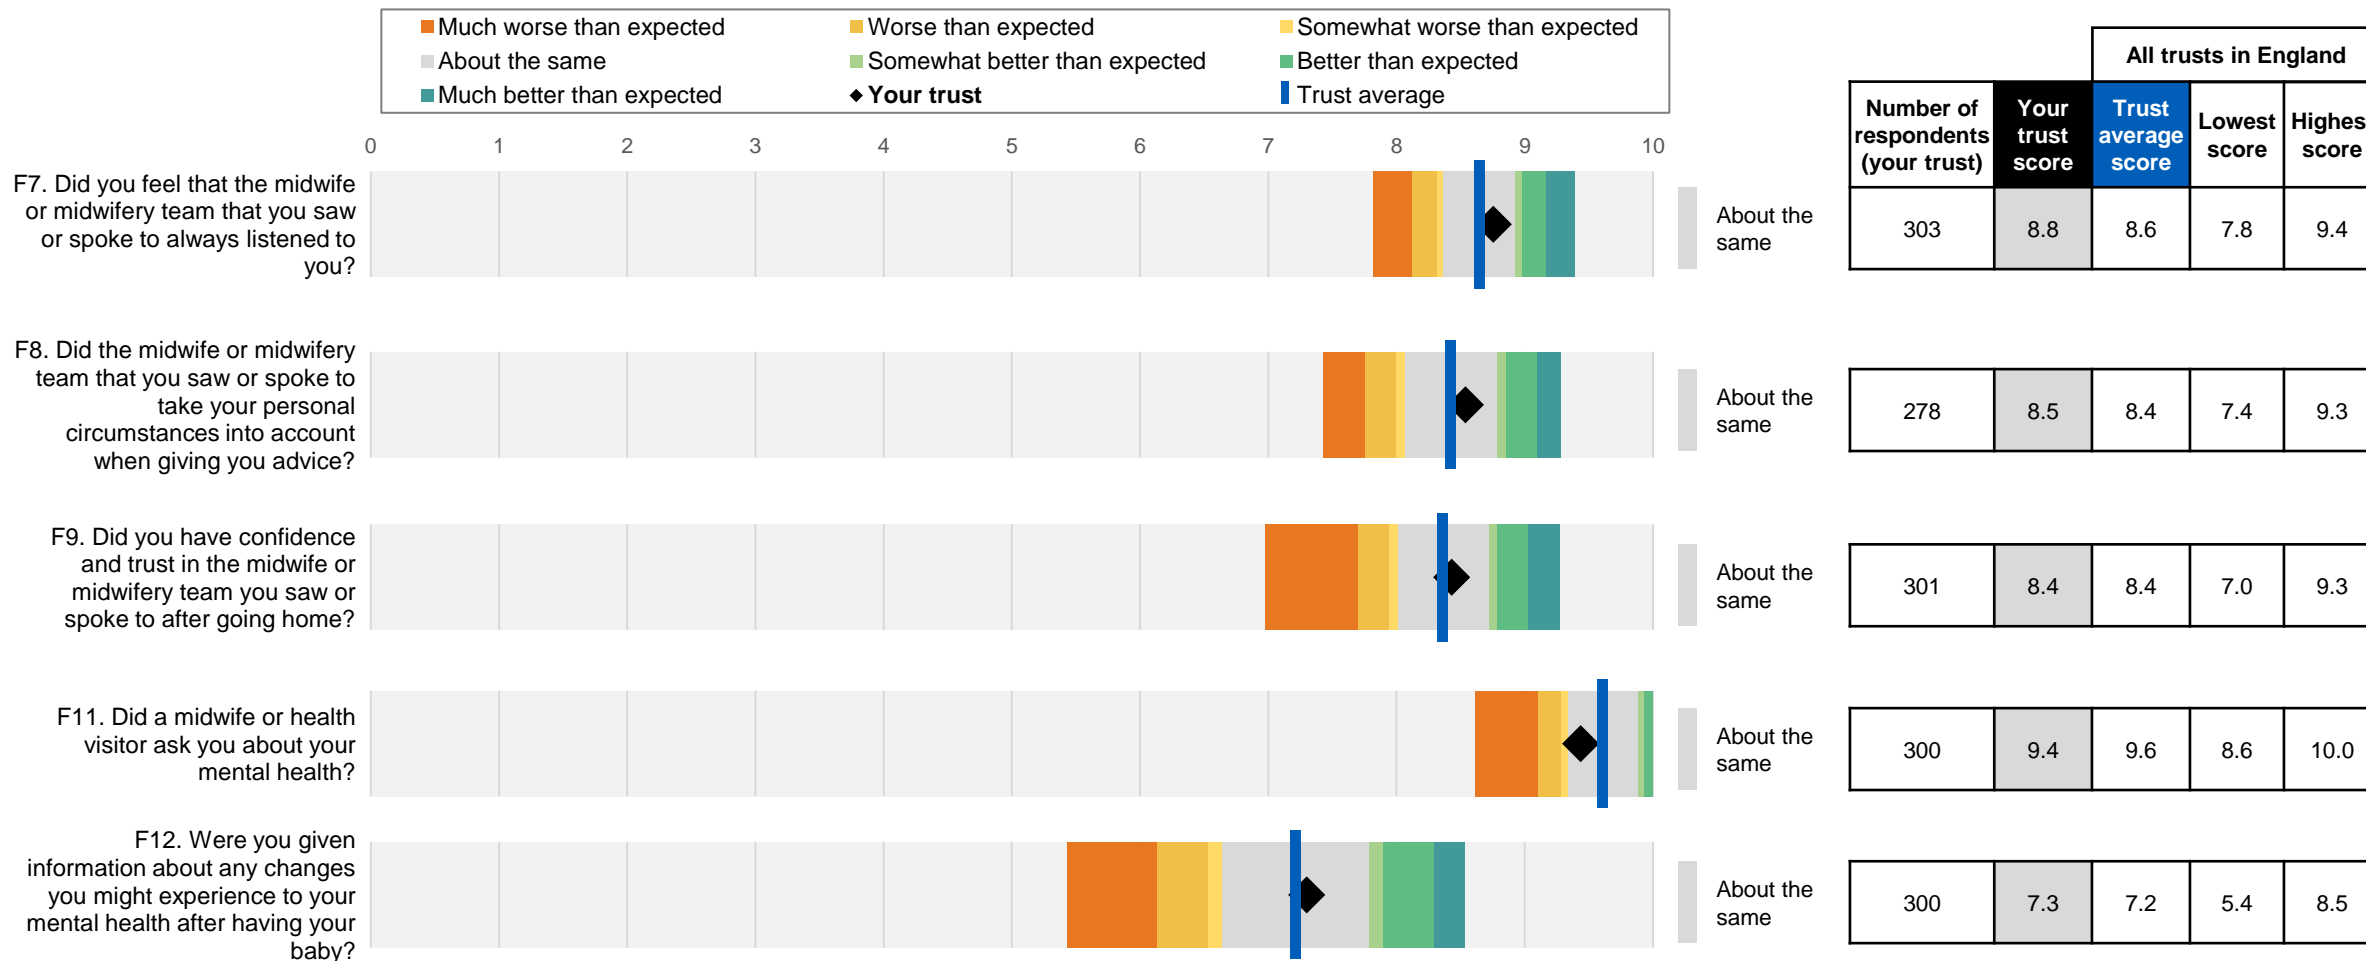 Much worse than expected
Worse than expected
Somewhat worse than expected
About the same
Somewhat better than expected
Better than expected
Much better than expected
Your trust
Trust average
0 1 2 3 4 5 6 7 8 9 10
All trusts in England
Number of respondents (your trust)
Your trust score
Trust average score
Lowest score
Highes score
F7. Did you feel that the midwife
or midwifery team that you saw
or spoke to always listened to
you?
About the
same
303 8.8 8.6 7.8 9.4
F8. Did the midwife or midwifery
team that you saw or spoke to
take your personal
circumstances into account
when giving you advice?
About the
same
278 8.5 8.4 7.4 9.3
F9. Did you have confidence
and trust in the midwife or
midwifery team you saw or
spoke to after going home?
About the
same
301 8.4 8.4 7.0 9.3
F11. Did a midwife or health
visitor ask you about your
mental health?
About the
same
300 9.4 9.6 8.6 10.0
F12. Were you given
information about any changes
you might experience to your
mental health after having your
baby?
About the
same
300 7.3 7.2 5.4 8.5